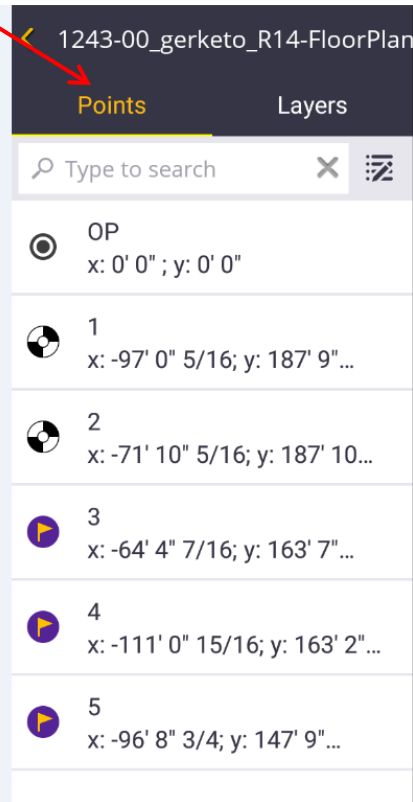 1243-00_gerketo_R14-FloorPlan
Points Layers
Type to search
OP
x: 0' 0" ; y: 0' 0"
1
x: -97' 0" 5/16; y: 187' 9"...
2
x: -71' 10" 5/16; y: 187' 10...
3
x: -64' 4" 7/16; y: 163' 7"...
4
x: -111' 0" 15/16; y: 163' 2"...
5
x: -96' 8" 3/4; y: 147' 9"...